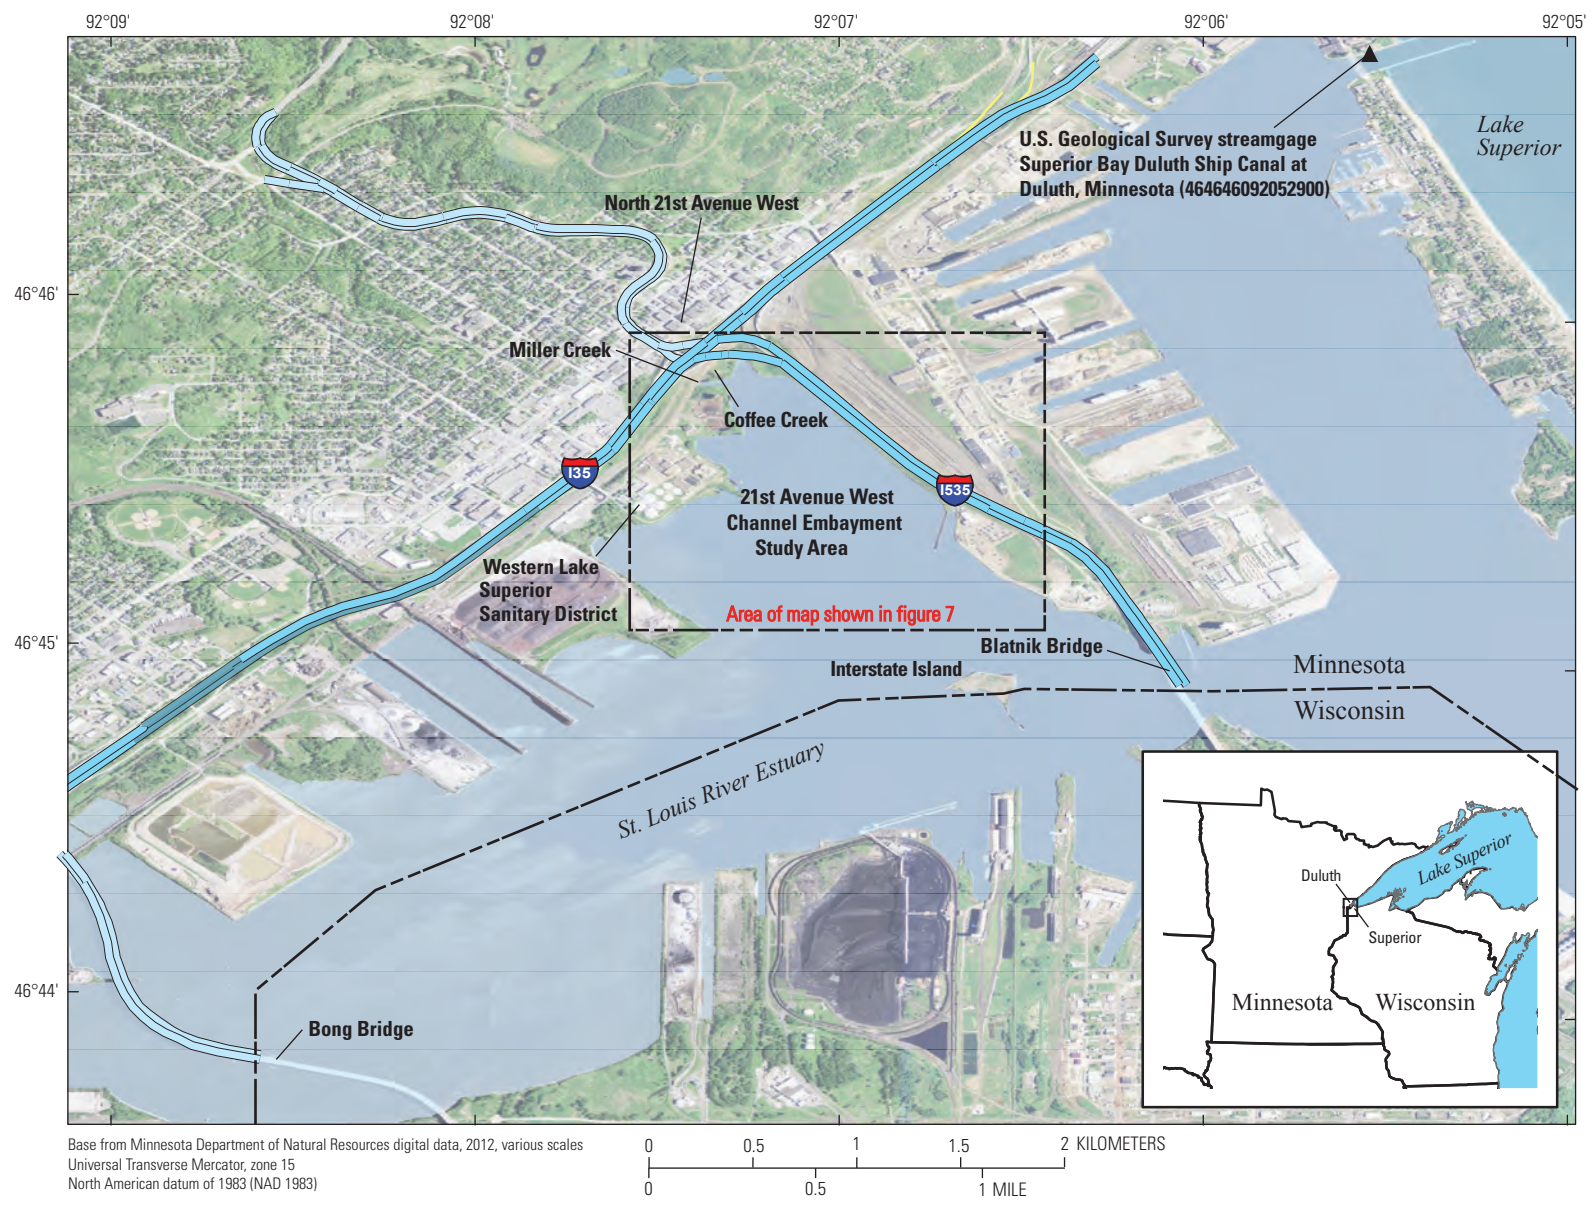 92°09'
92°08'
92°07'
92°06'
92°05'
Lake
Superior
U.S. Geological Survey streamgage
Superior Bay Duluth Ship Canal at
Duluth, Minnesota (464646092052900)
North 21st Avenue West
46°46'
Miller Creek
Coffee Creek
I35
I535
21st Avenue West
Channel Embayment
Study Area
Western Lake
Superior
Sanitary District
Area of map shown in figure 7
46°45'
Blatnik Bridge
Interstate Island
Minnesota
Wisconsin
St. Louis River Estuary
46°44'
Bong Bridge
Lake Superior
Duluth
Superior
Minnesota
Wisconsin
Base from Minnesota Department of Natural Resources digital data, 2012, various scales
Universal Transverse Mercator, zone 15
North American datum of 1983 (NAD 1983)
0 0.5 1 1.5 2 KILOMETERS
0 0.5 1 MILE